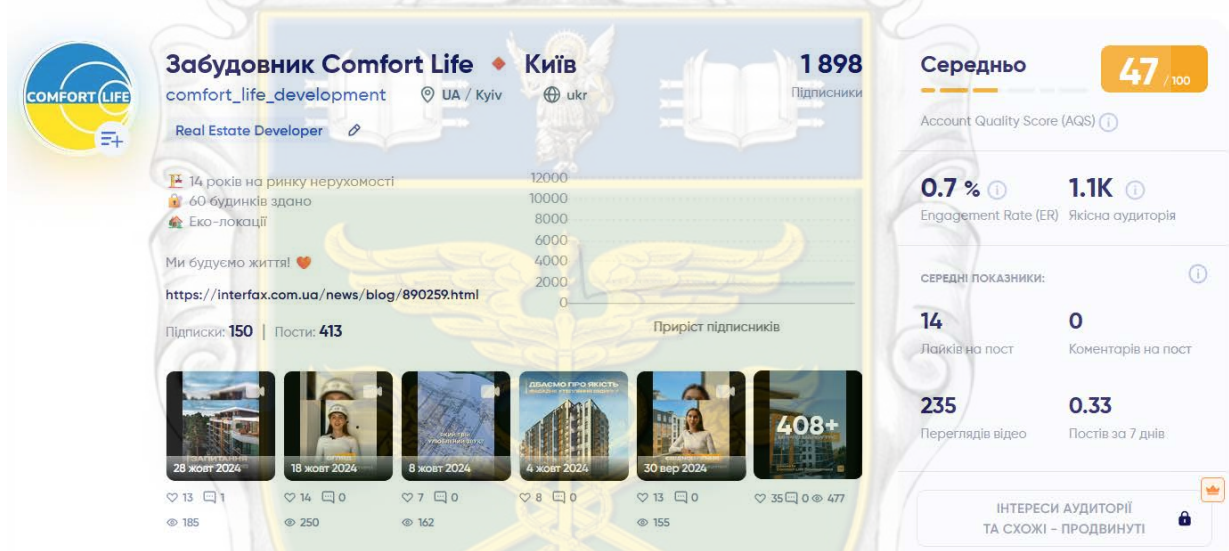 COMFORT LIFE
Забудовник Comfort Life ♦ Київ
1 898
comfort_life_development
UA / Kyiv
ukr
Підписники
Real Estate Developer
🏗️ 14 років на ринку нерухомості
🔐 60 будинків здано
🏠 Еко-локації
Ми будуємо життя! 🧡
https://interfax.com.ua/news/blog/890259.html
Підписки: 150 | Пости: 413
12000
10000
8000
6000
4000
2000
0
Приріст підписників
ЗАПИТАННЯ
28 жовт 2024
18 жовт 2024
8 жовт 2024
ДБАЄМО ПРО ЯКІСТЬ
4 жовт 2024
30 вер 2024
408+
13 1
185
14 0
250
7 0
162
8 0
13 0
155
35 0 477
Середньо
47 /100
Account Quality Score (AQS)
0.7 %
Engagement Rate (ER)
1.1K
Якісна аудиторія
СЕРЕДНІ ПОКАЗНИКИ:
14
Лайків на пост
0
Коментарів на пост
235
Переглядів відео
0.33
Постів за 7 днів
ІНТЕРЕСИ АУДИТОРІЇ
ТА СХОЖІ - ПРОДВИНУТІ